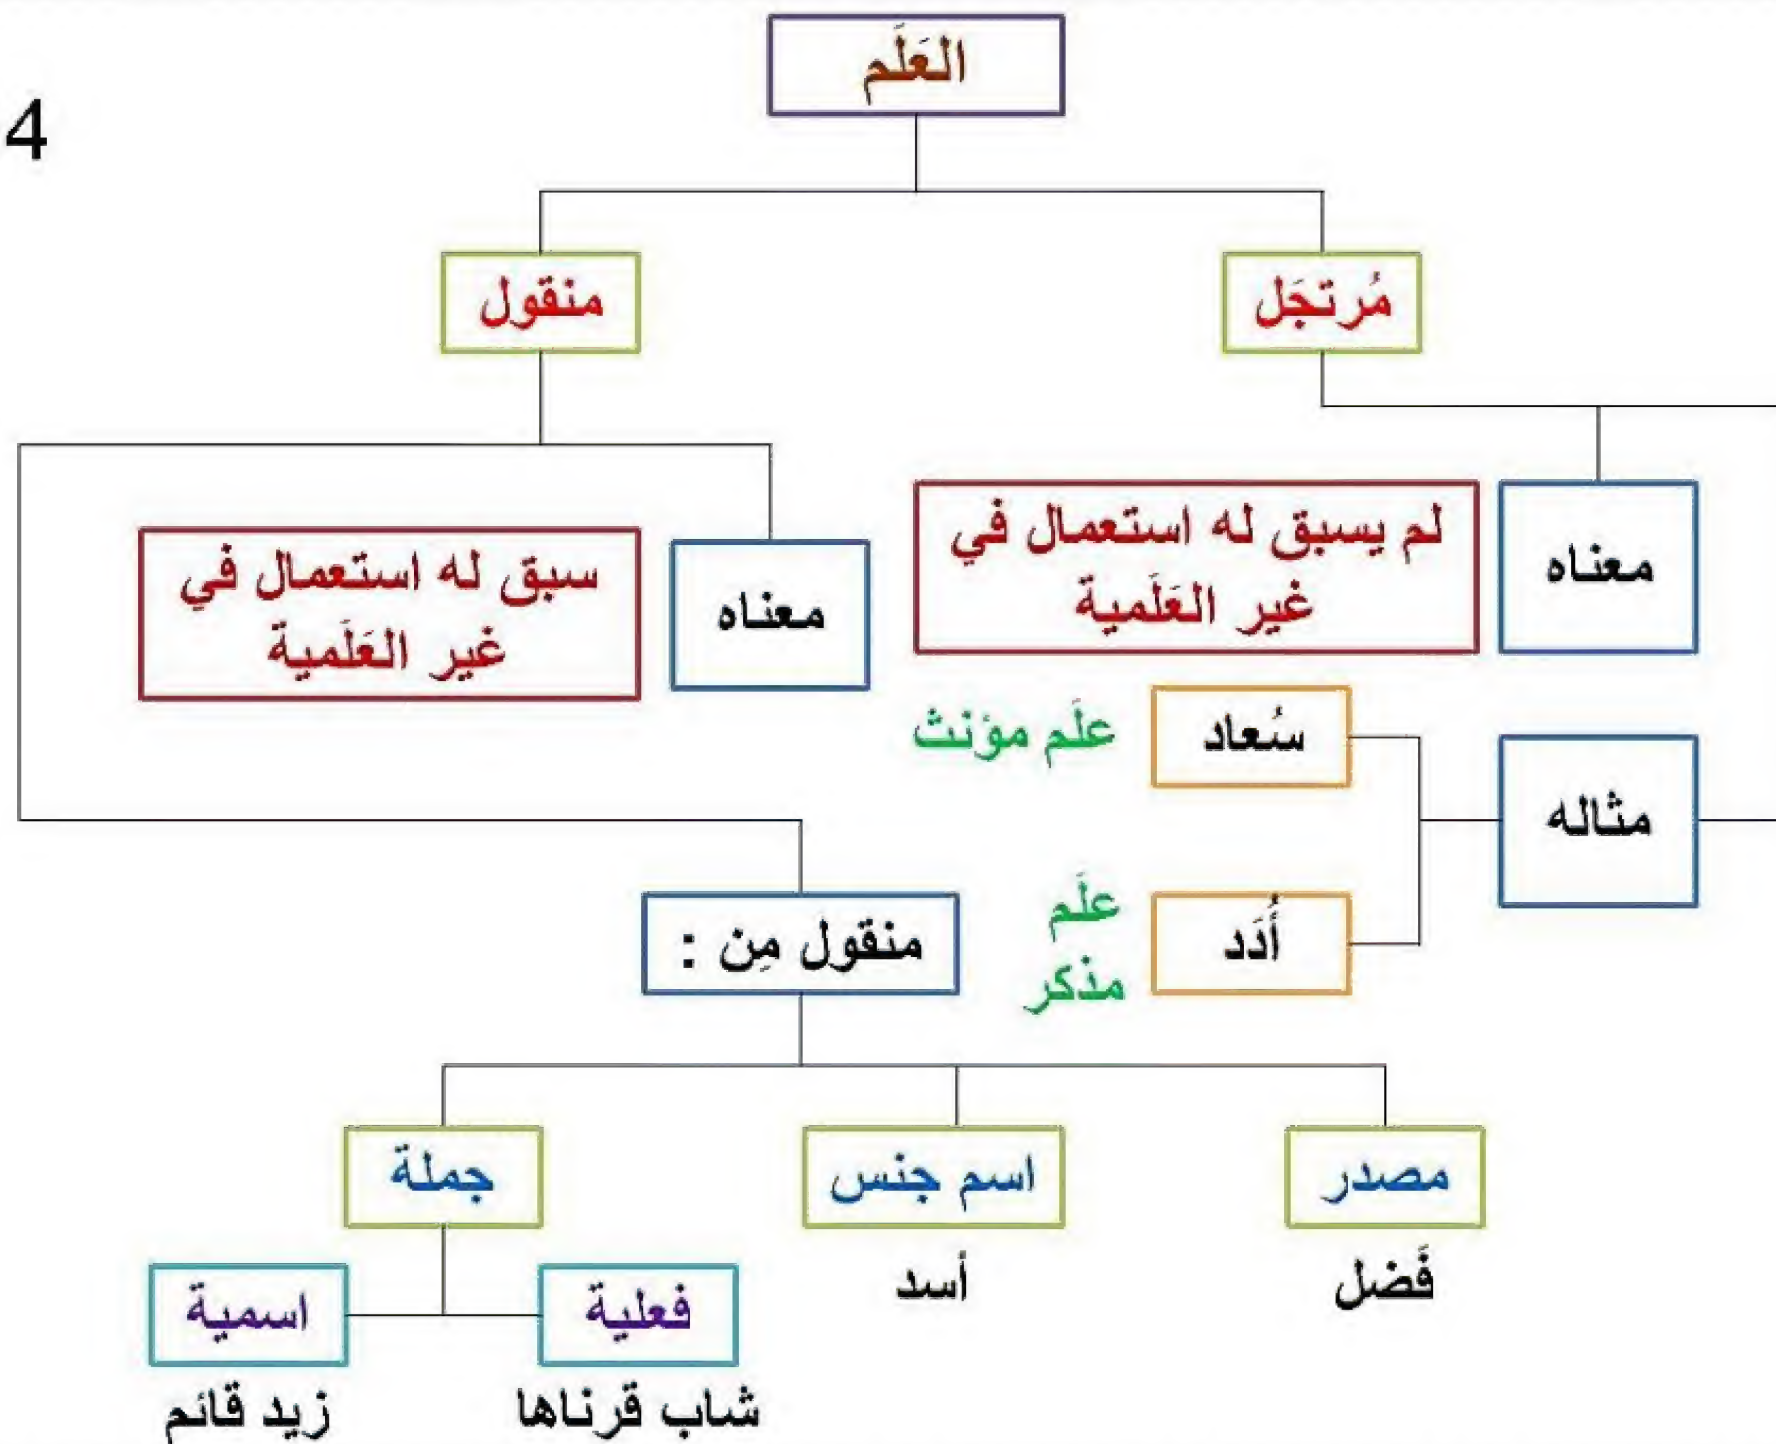 العَلَم
4
مُرتجَل
منقول
معناه
لم يسبق له استعمال في
غير العَلَمية
معناه
سبق له استعمال في
غير العَلَمية
مثاله
سُعاد
علَم مؤنث
أُدَد
علَم
مذكر
منقول مِن :
مصدر
اسم جنس
جملة
فَضل
أسد
فعلية
اسمية
شاب قرناها
زيد قائم